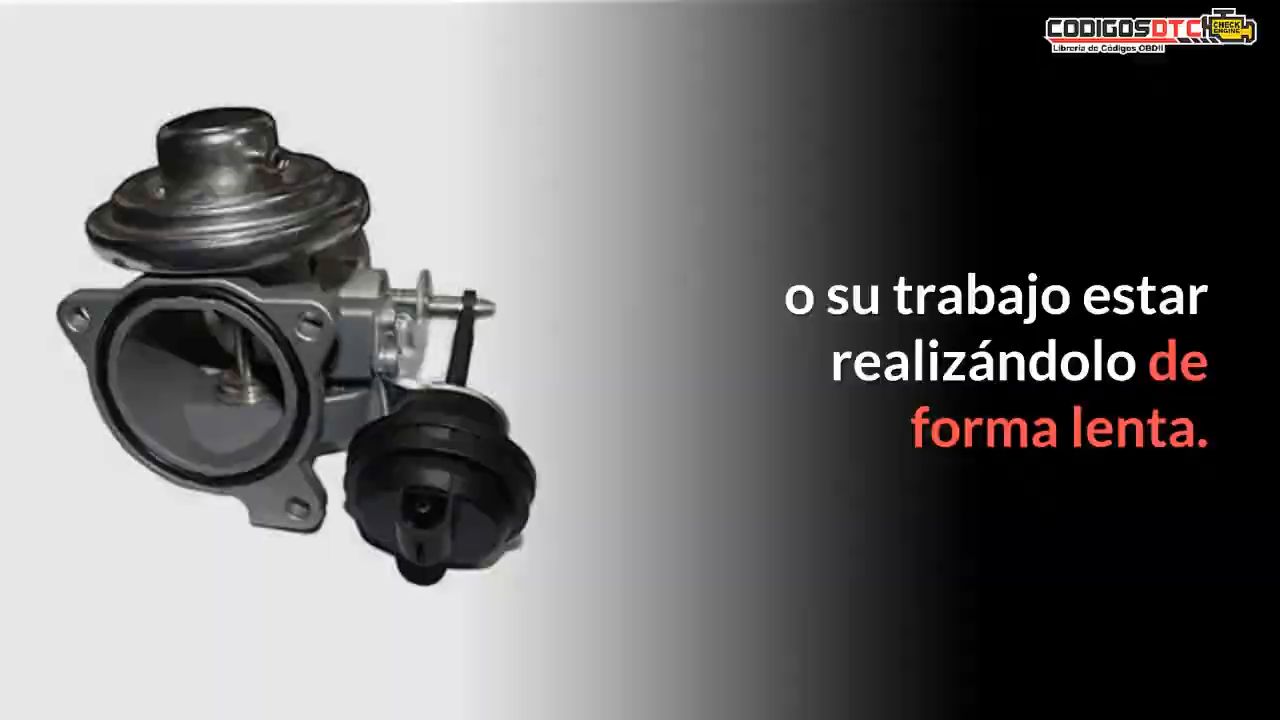 CODIGOSDTC
CHECK
ENGINE
Librería de Códigos OBDII
o su trabajo estar
realizándolo de
forma lenta.